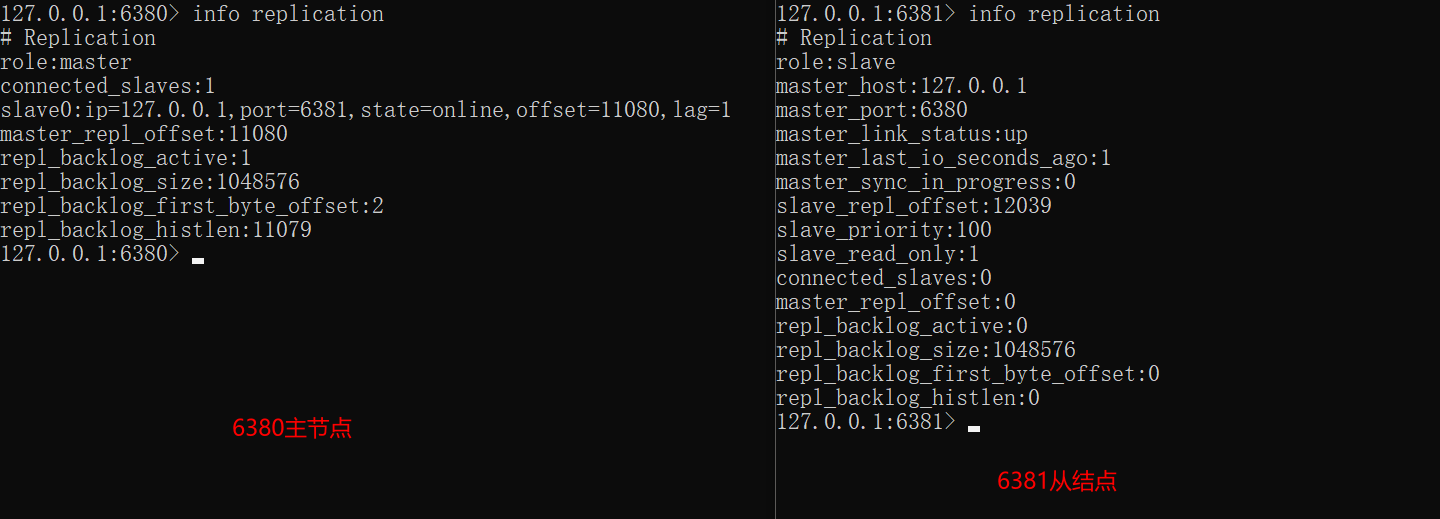 127.0.0.1:6380> info replication
# Replication
role:master
connected_slaves:1
slave0:ip=127.0.0.1,port=6381,state=online,offset=11080,lag=1
master_repl_offset:11080
repl_backlog_active:1
repl_backlog_size:1048576
repl_backlog_first_byte_offset:2
repl_backlog_histlen:11079
127.0.0.1:6380>
6380主节点
127.0.0.1:6381> info replication
# Replication
role:slave
master_host:127.0.0.1
master_port:6380
master_link_status:up
master_last_io_seconds_ago:1
master_sync_in_progress:0
slave_repl_offset:12039
slave_priority:100
slave_read_only:1
connected_slaves:0
master_repl_offset:0
repl_backlog_active:0
repl_backlog_size:1048576
repl_backlog_first_byte_offset:0
repl_backlog_histlen:0
127.0.0.1:6381>
6381从结点